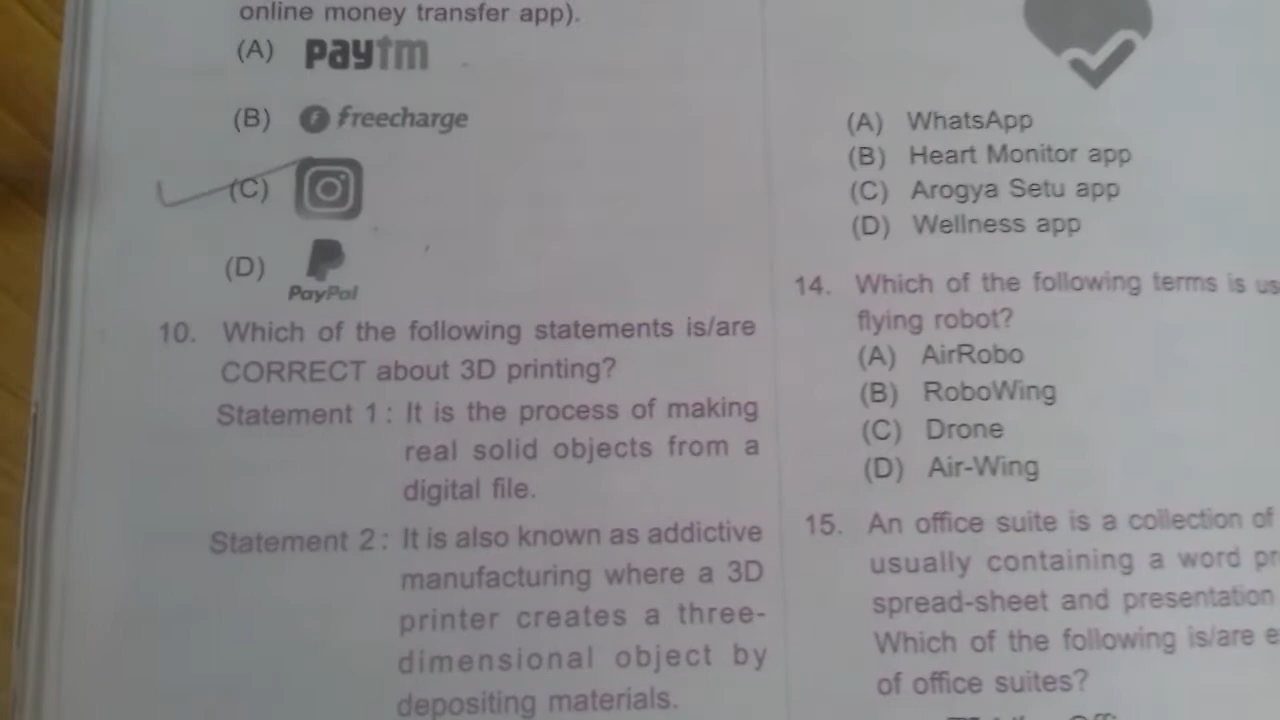 online money transfer app).
(A) paytm
(B) freecharge
(C)
(D) PayPal
10. Which of the following statements is/are
CORRECT about 3D printing?
Statement 1 : It is the process of making
real solid objects from a
digital file.
Statement 2 : It is also known as addictive
manufacturing where a 3D
printer creates a three-
dimensional object by
depositing materials.
(A) WhatsApp
(B) Heart Monitor app
(C) Arogya Setu app
(D) Wellness app
14. Which of the following terms is us
flying robot?
(A) AirRobo
(B) RoboWing
(C) Drone
(D) Air-Wing
15. An office suite is a collection of
usually containing a word pr
spread-sheet and presentation
Which of the following is/are e
of office suites?